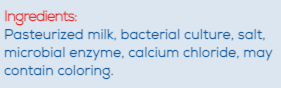 Ingredients:
Pasteurized milk, bacterial culture, salt,
microbial enzyme, calcium chloride, may
contain coloring.